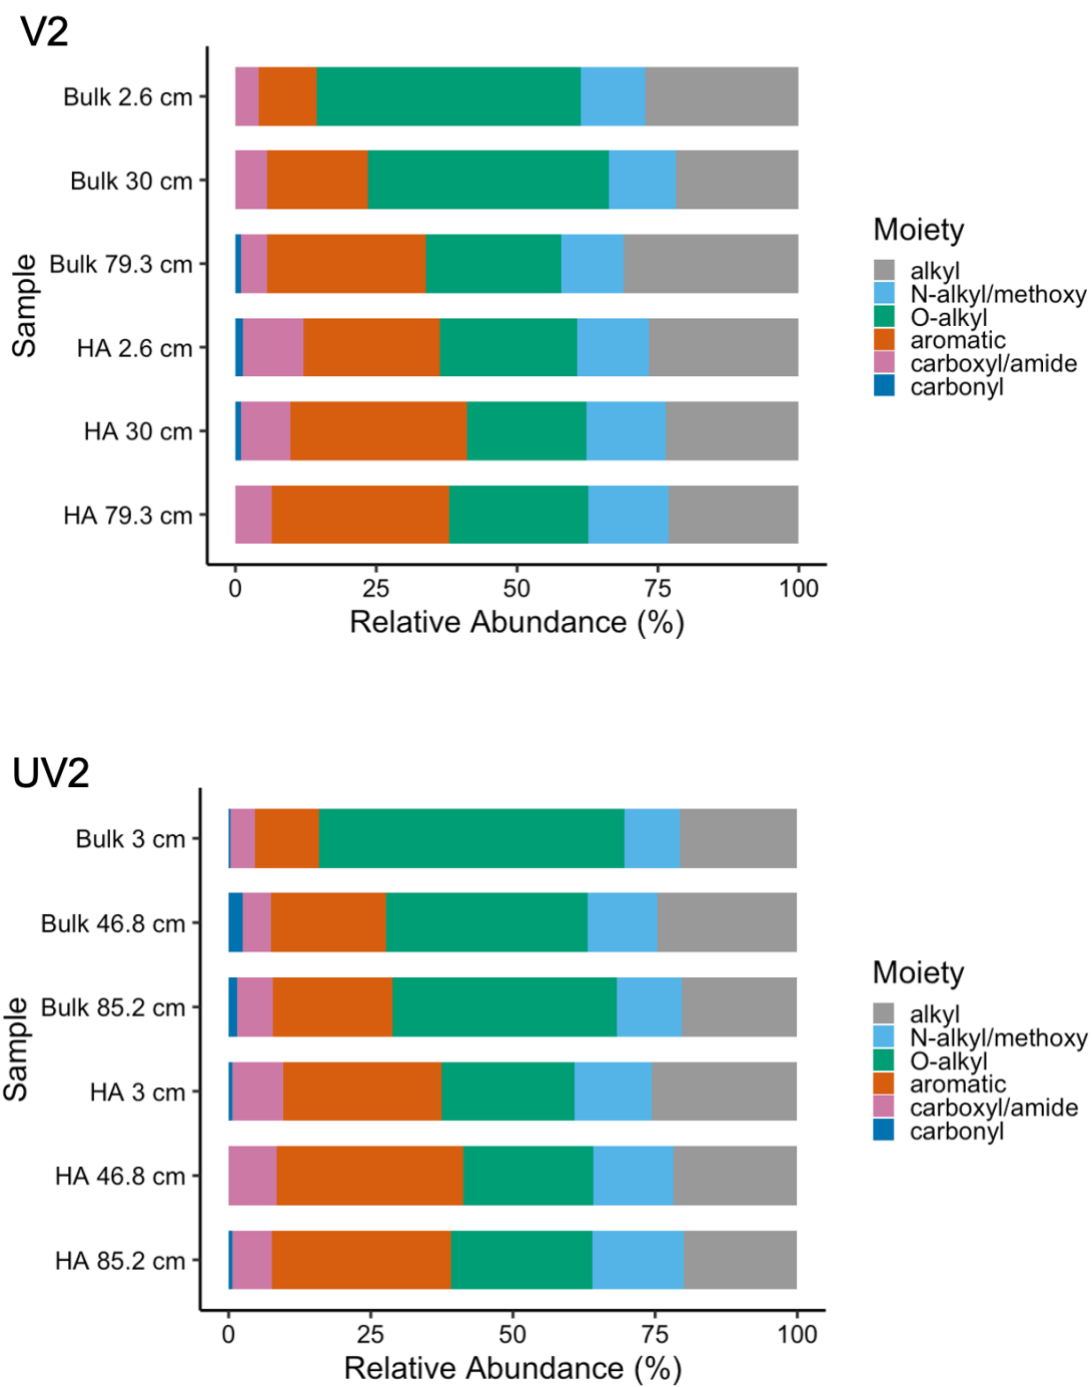 V2
Bulk 2.6 cm
Bulk 30 cm
Bulk 79.3 cm
HA 2.6 cm
HA 30 cm
HA 79.3 cm
Sample
0 25 50 75 100
Relative Abundance (%)
Moiety
alkyl
N-alkyl/methoxy
O-alkyl
aromatic
carboxyl/amide
carbonyl
UV2
Bulk 3 cm
Bulk 46.8 cm
Bulk 85.2 cm
HA 3 cm
HA 46.8 cm
HA 85.2 cm
Sample
0 25 50 75 100
Relative Abundance (%)
Moiety
alkyl
N-alkyl/methoxy
O-alkyl
aromatic
carboxyl/amide
carbonyl